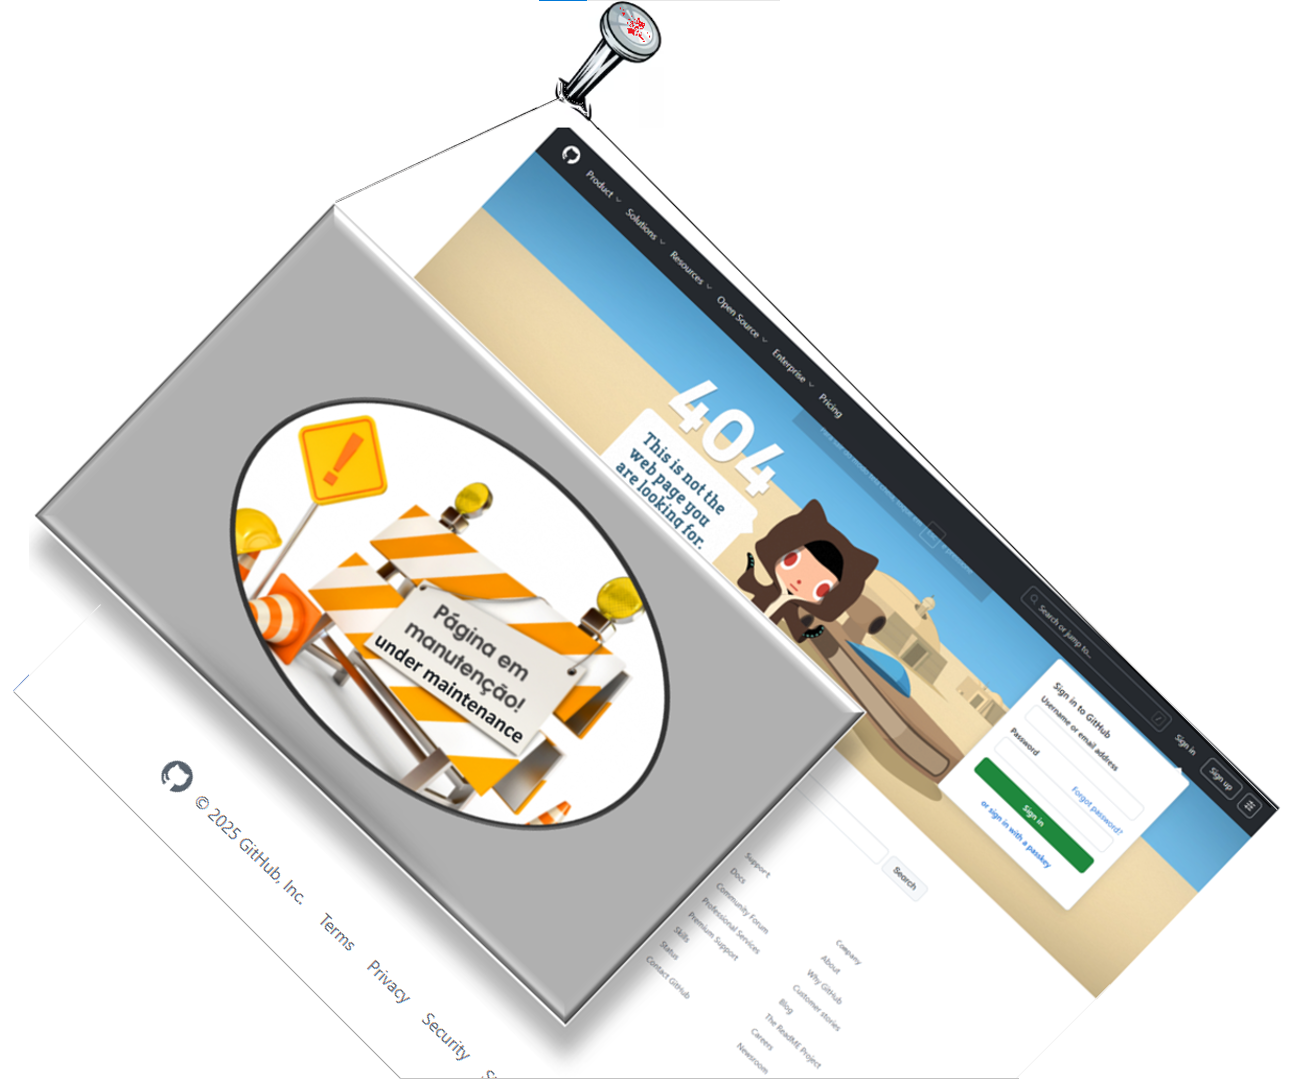 Product
Solutions
Resources
Open Source
Enterprise
Pricing
Search or jump to...
Sign in
Sign up
404
This is not the
web page you
are looking for.
Sign in to GitHub
Username or email address
Password
Forgot password?
Sign in
or sign in with a passkey
Página em
manutenção!
under maintenance
Search
Support
Docs
Community Forum
Professional Services
Premium Support
Skills
Status
Contact GitHub
Company
About
Why GitHub
Customer stories
Blog
The ReadME Project
Careers
Newsroom
© 2025 GitHub, Inc.
Terms
Privacy
Security